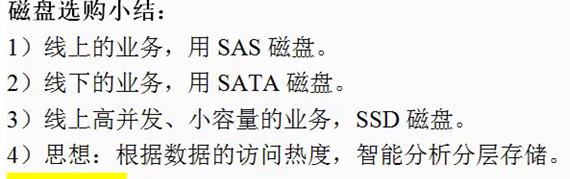 磁盘选购小结：
1）线上的业务，用 SAS 磁盘。
2）线下的业务，用 SATA 磁盘。
3）线上高并发、小容量的业务，SSD 磁盘。
4）思想：根据数据的访问热度，智能分析分层存储。